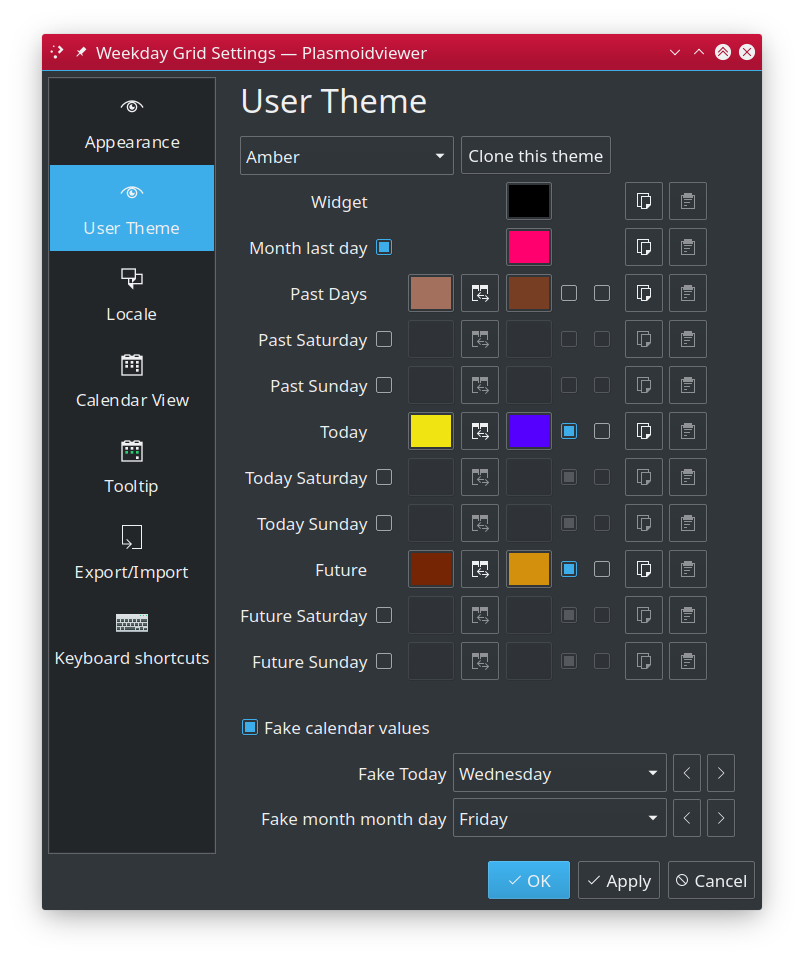 Weekday Grid Settings — Plasmoidviewer
Appearance
User Theme
Locale
Calendar View
Tooltip
Export/Import
Keyboard shortcuts
User Theme
Amber
Clone this theme
Widget
Month last day
Past Days
Past Saturday
Past Sunday
Today
Today Saturday
Today Sunday
Future
Future Saturday
Future Sunday
Fake calendar values
Fake Today
Wednesday
Fake month month day
Friday
OK
Apply
Cancel